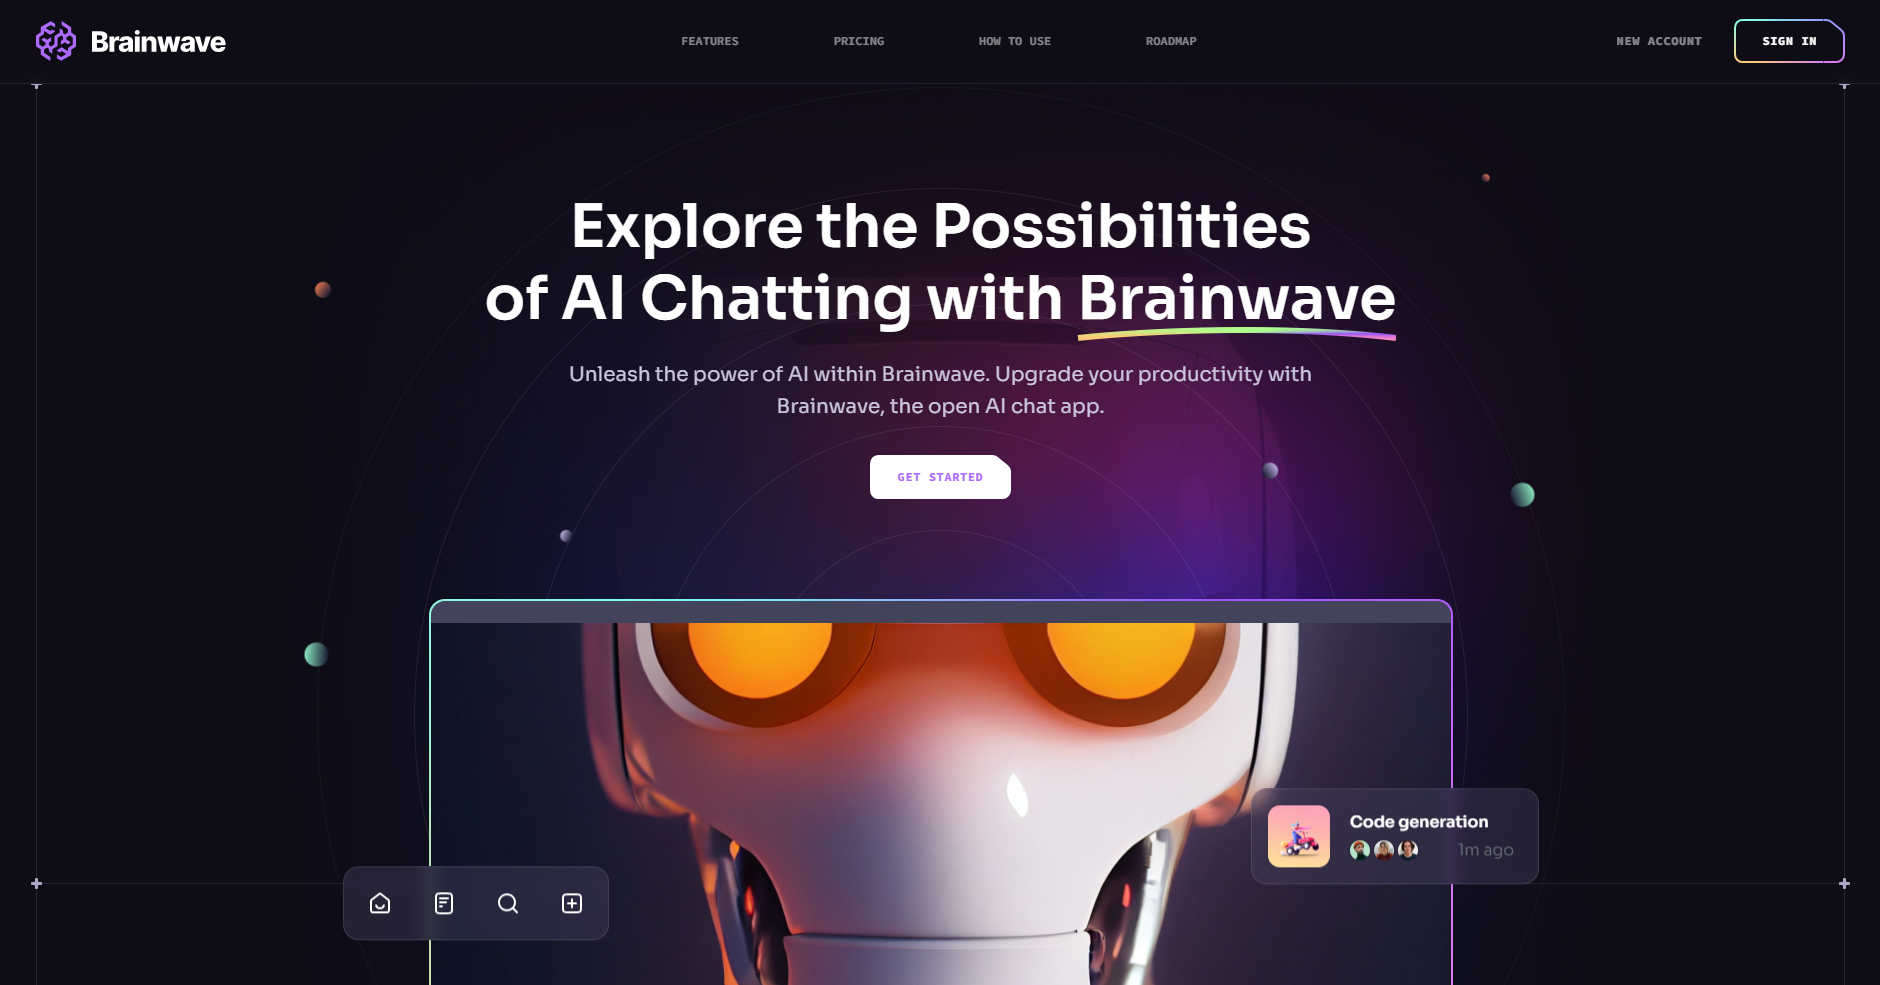 Brainwave
FEATURES
PRICING
HOW TO USE
ROADMAP
NEW ACCOUNT
SIGN IN
Explore the Possibilities
of AI Chatting with Brainwave
Unleash the power of AI within Brainwave. Upgrade your productivity with
Brainwave, the open AI chat app.
GET STARTED
Code generation
1m ago